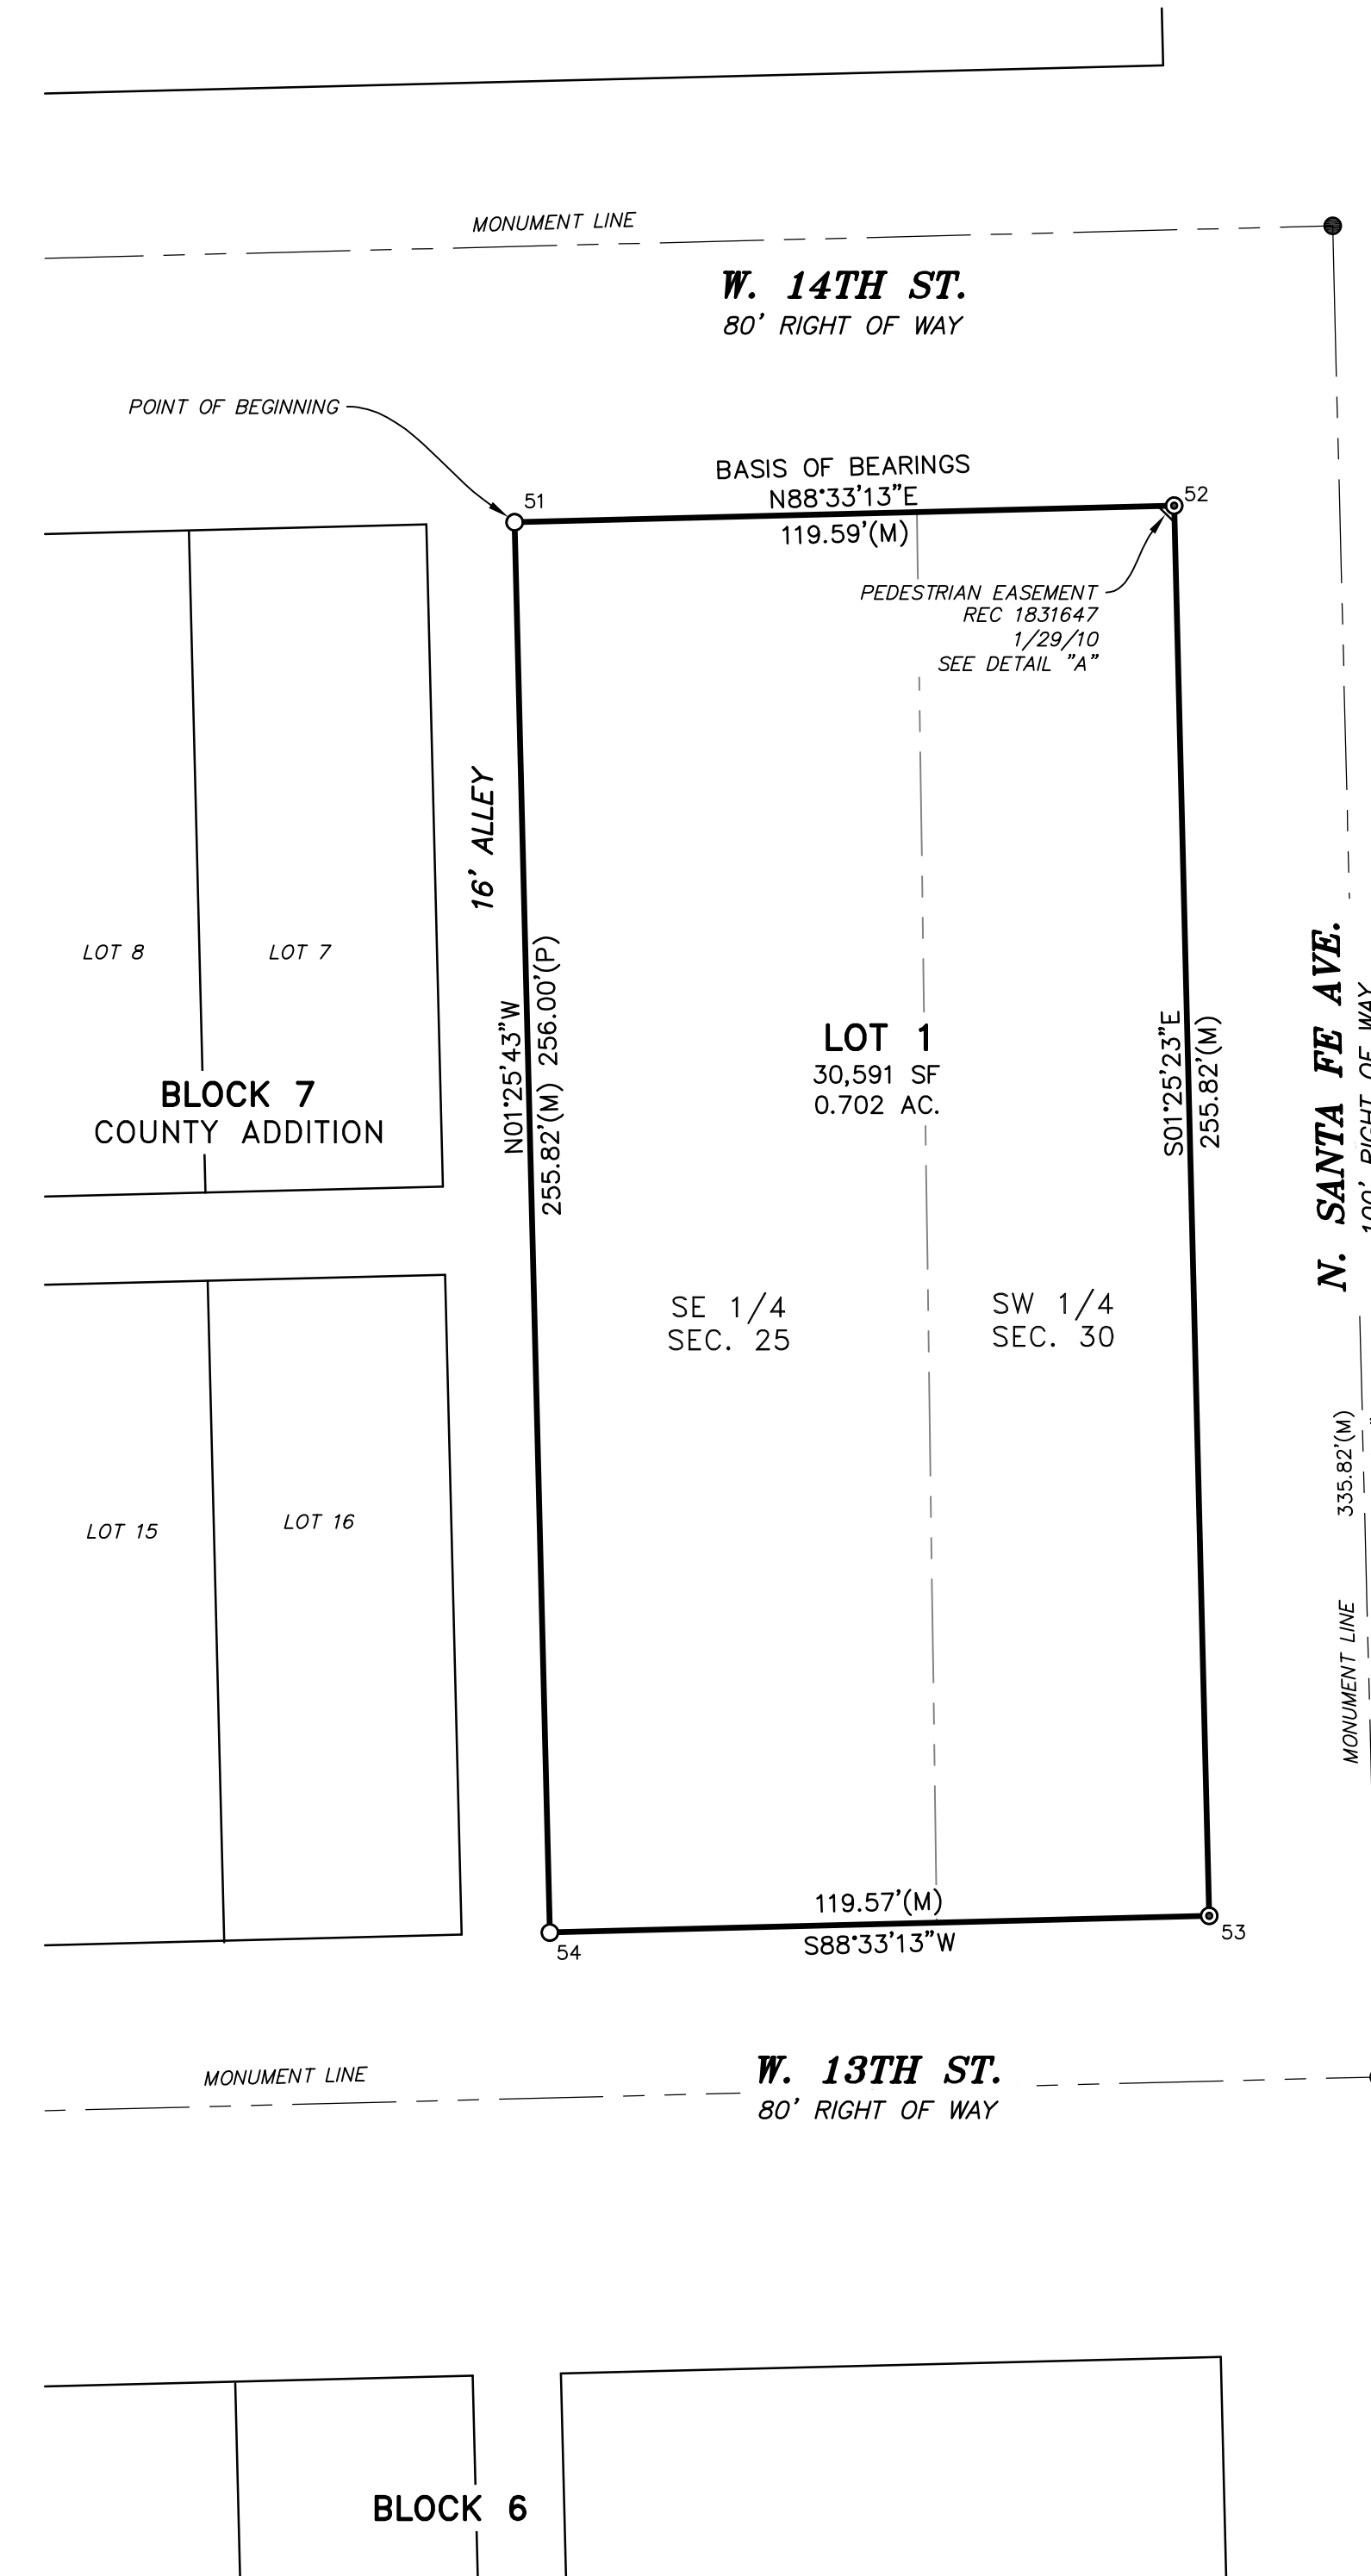 MONUMENT LINE
W. 14TH ST.
80' RIGHT OF WAY
POINT OF BEGINNING
BASIS OF BEARINGS
N88°33'13"E
119.59'(M)
51
52
PEDESTRIAN EASEMENT
REC 1831647
1/29/10
SEE DETAIL "A"
16' ALLEY
LOT 8
LOT 7
N01°25'43"W
255.82'(M) 256.00'(P)
LOT 1
30,591 SF
0.702 AC.
S01°25'23"E
255.82'(M)
N. SANTA FE AVE.
100' RIGHT OF WAY
BLOCK 7
COUNTY ADDITION
SE 1/4
SEC. 25
SW 1/4
SEC. 30
LOT 15
LOT 16
335.82'(M)
MONUMENT LINE
119.57'(M)
S88°33'13"W
54
53
MONUMENT LINE
W. 13TH ST.
80' RIGHT OF WAY
BLOCK 6